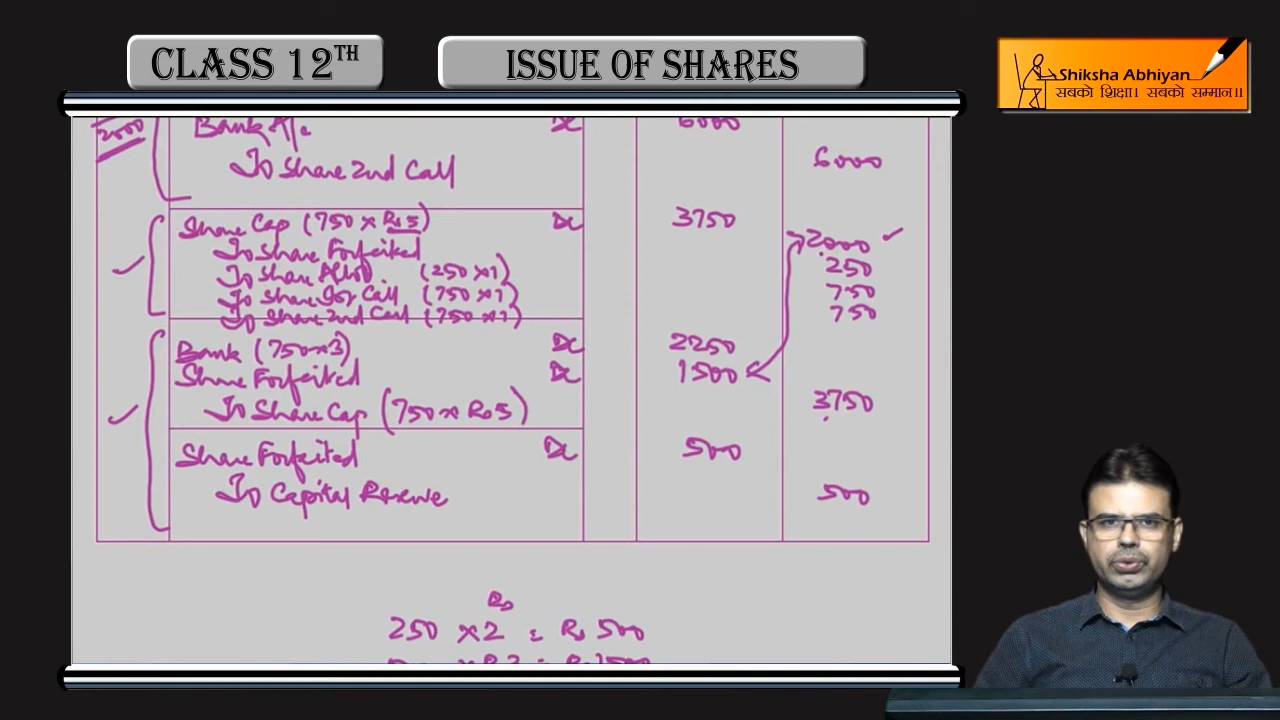 CLASS 12TH
ISSUE OF SHARES
Shiksha Abhiyan
सबको शिक्षा। सबको सम्मान।।
2000
Bank A/c Dr 6000
To Share 2nd Call 6000
Share Cap (750 x Rs 5) Dr 3750
To Share Forfeited 2000
To Share Allot. (250 x 1) 250
To Share Ist Call (750 x 1) 750
To Share 2nd Call (750 x 1) 750
Bank (750 x 3) Dr 2250
Share Forfeited Dr 1500
To Share Cap (750 x Rs 5) 3750
Share Forfeited Dr 500
To Capital Reserve 500
Rs
250 x 2 = Rs 500